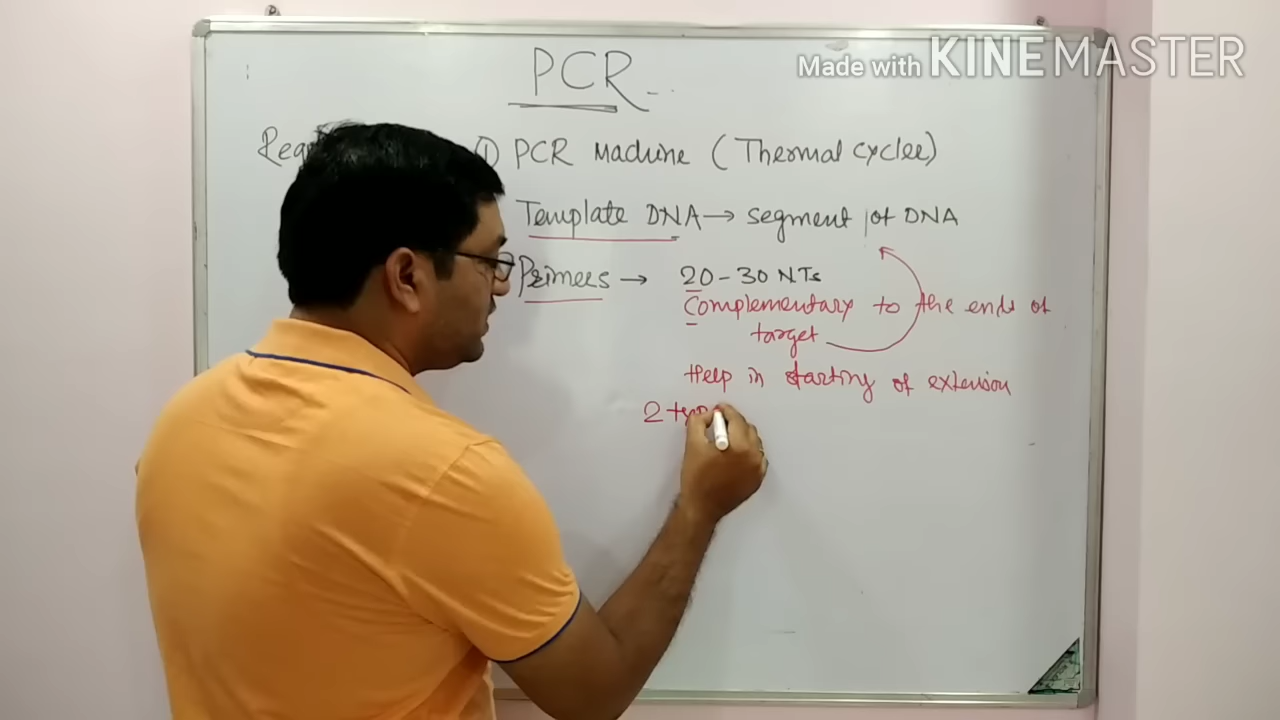 Made with KINEMASTER
PCR
① PCR Machine ( Thermal cycler)
Template DNA → segment of DNA
Primers → 20 - 30 NTs
Complementary to the ends of
target
Help in starting of extension
2